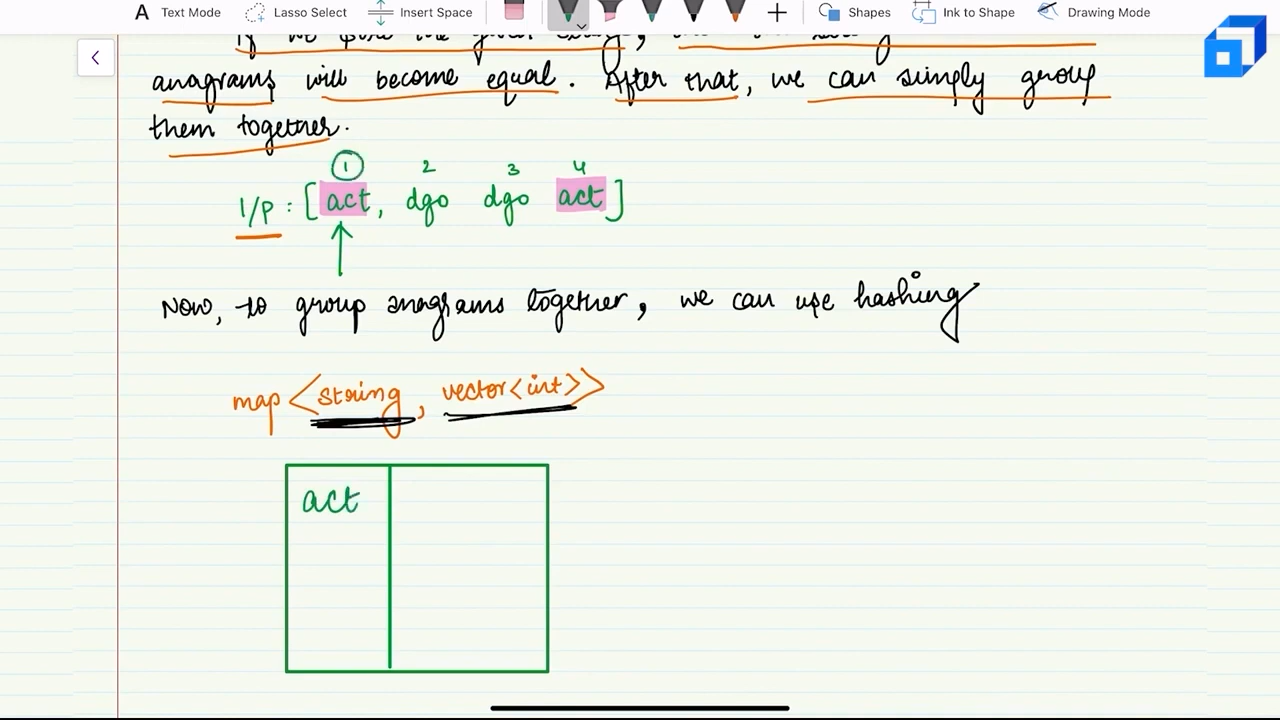 Text Mode Lasso Select Insert Space Shapes Ink to Shape Drawing Mode
If we
anagrams will become equal. After that, we can simply group
them together.
1 2 3 4
I/P : [ act, dgo dgo act ]
Now, to group anagrams together, we can use hashing
map <string, vector<int>>
act